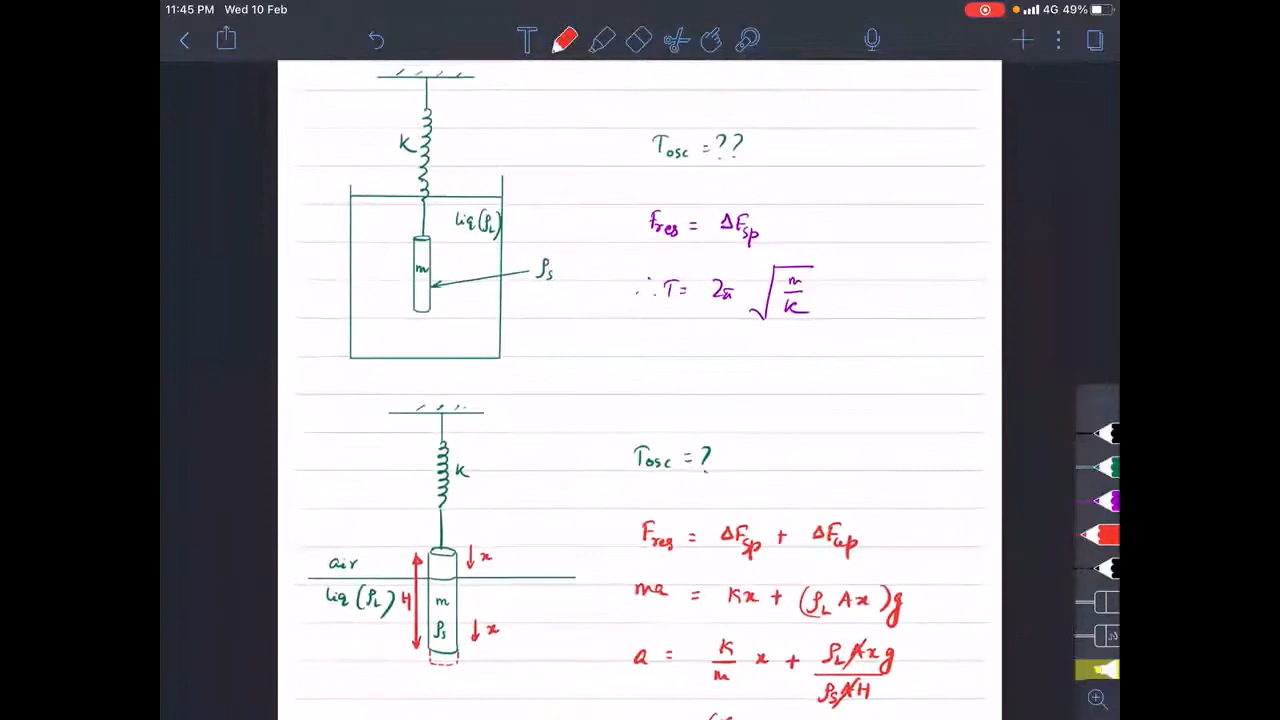 11:45 PM Wed 10 Feb
4G 49%
T
K
Tosc = ??
liq (ρL)
Fres = ΔFsp
m
ρs
∴ T = 2π √(m/K)
K
Tosc = ?
Fres = ΔFsp + ΔFup
x
air
liq (ρL)
H
m
ma = Kx + (ρL A x) g
ρs
x
a = K/m x + ρL A x g / ρs A H